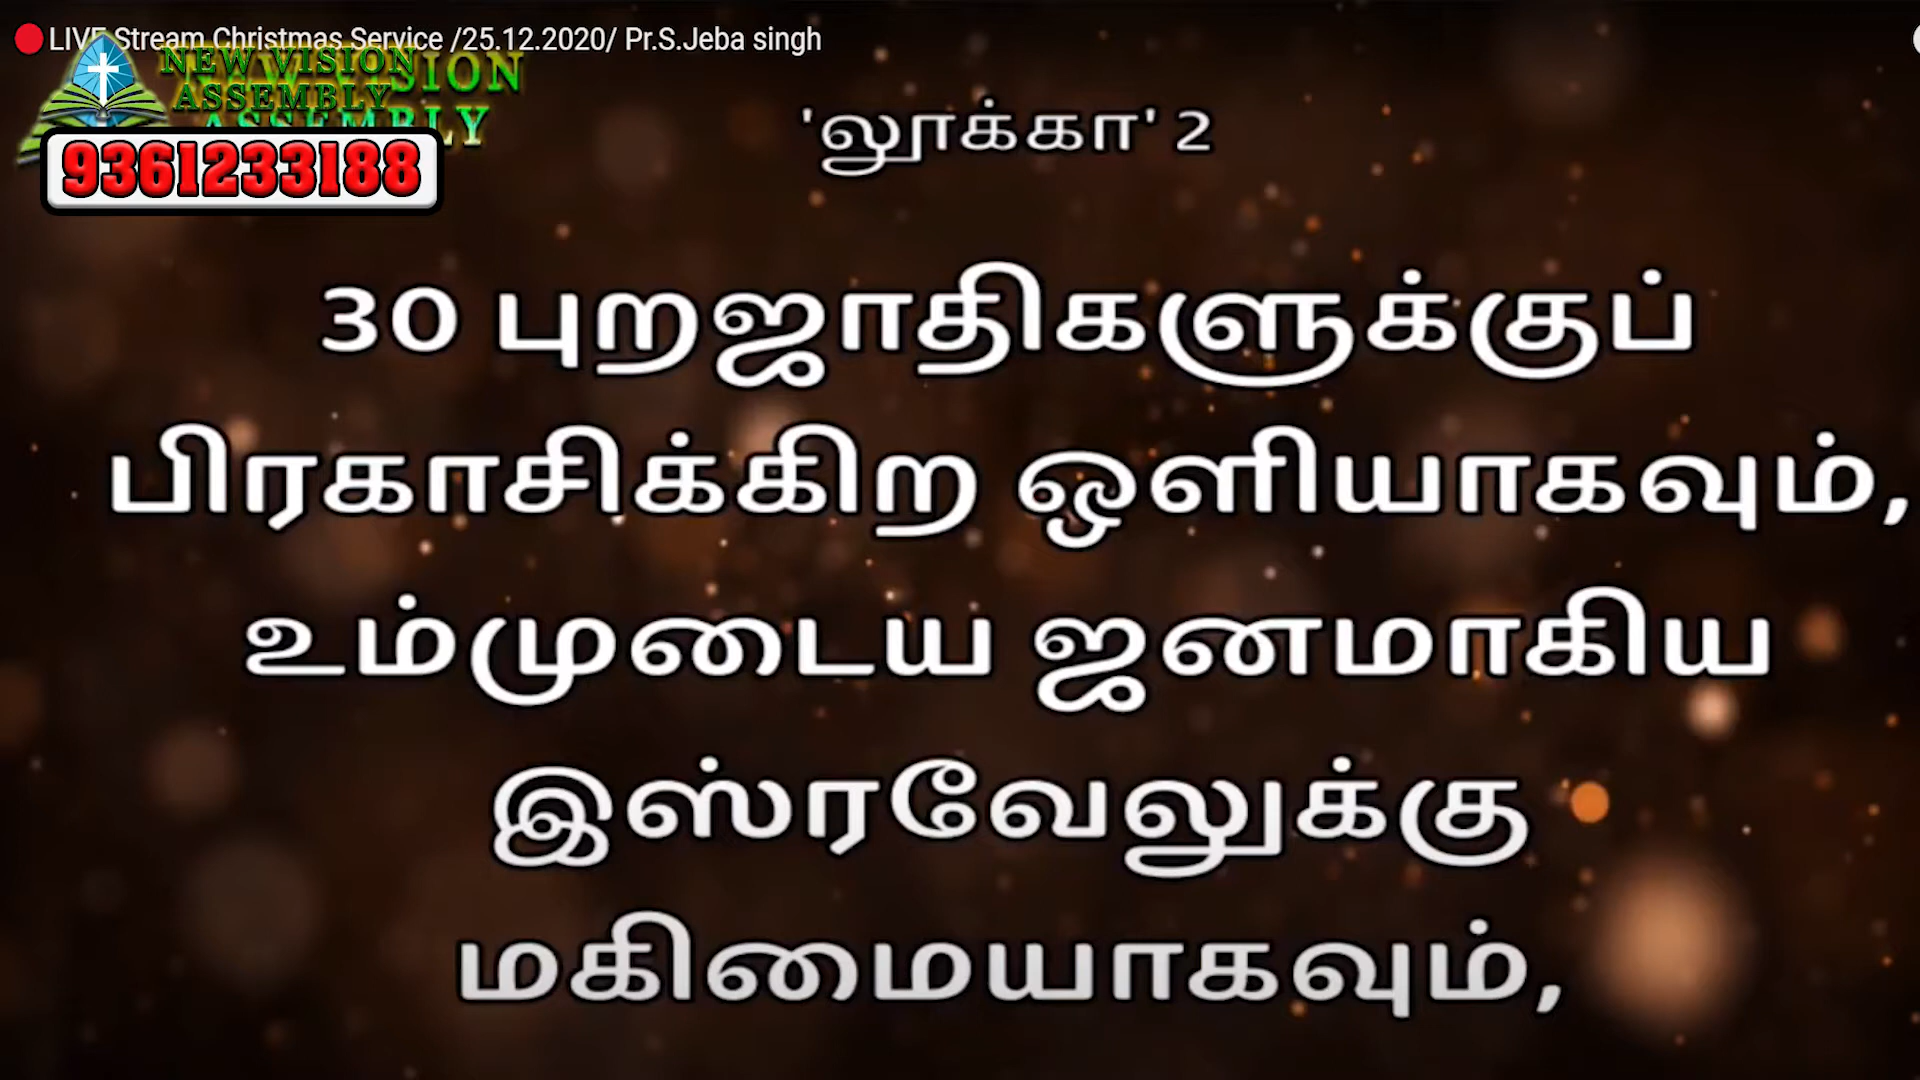 LIVE Stream Christmas Service /25.12.2020/ Pr.S.Jeba singh
NEW VISION
ASSEMBLY
9361233188
'லூக்கா' 2
30 புறஜாதிகளுக்குப்
பிரகாசிக்கிற ஒளியாகவும்,
உம்முடைய ஜனமாகிய
இஸ்ரவேலுக்கு
மகிமையாகவும்,